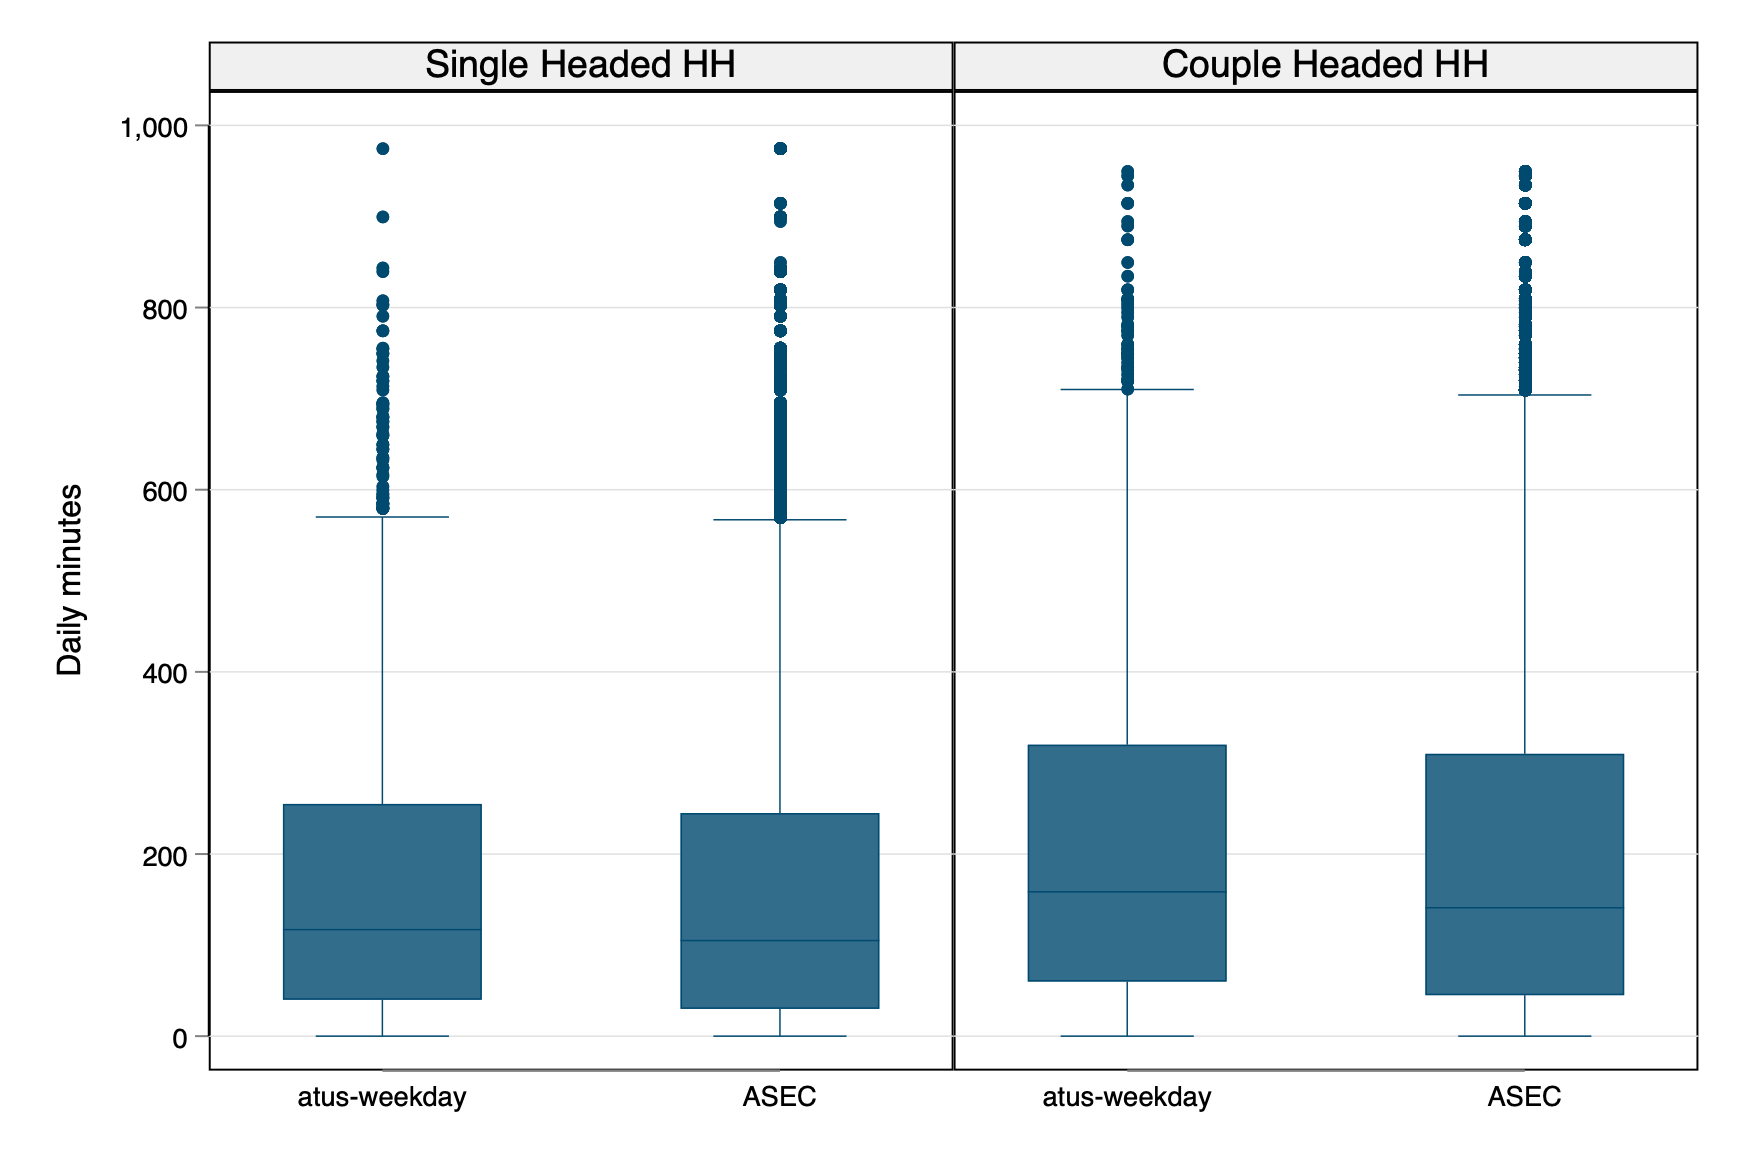 Single Headed HH
Couple Headed HH
Daily minutes
1,000
800
600
400
200
0
atus-weekday
ASEC
atus-weekday
ASEC